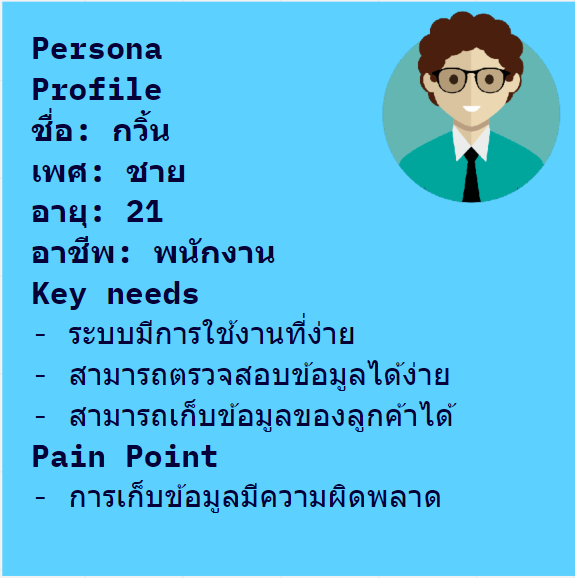 Persona
Profile
ชื่อ: กวิ้น
เพศ: ชาย
อายุ: 21
อาชีพ: พนักงาน
Key needs
- ระบบมีการใช้งานที่ง่าย
- สามารถตรวจสอบข้อมูลได้ง่าย
- สามารถเก็บข้อมูลของลูกค้าได้
Pain Point
- การเก็บข้อมูลมีความผิดพลาด